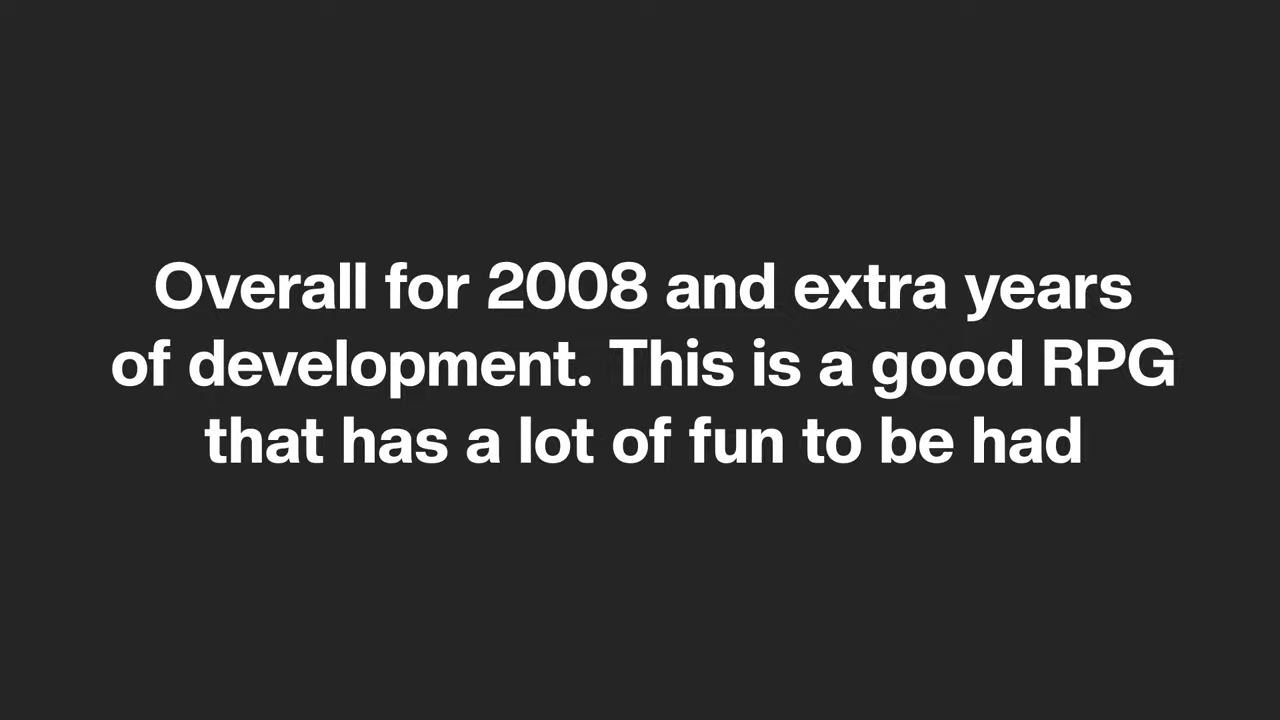 Overall for 2008 and extra years
of development. This is a good RPG
that has a lot of fun to be had